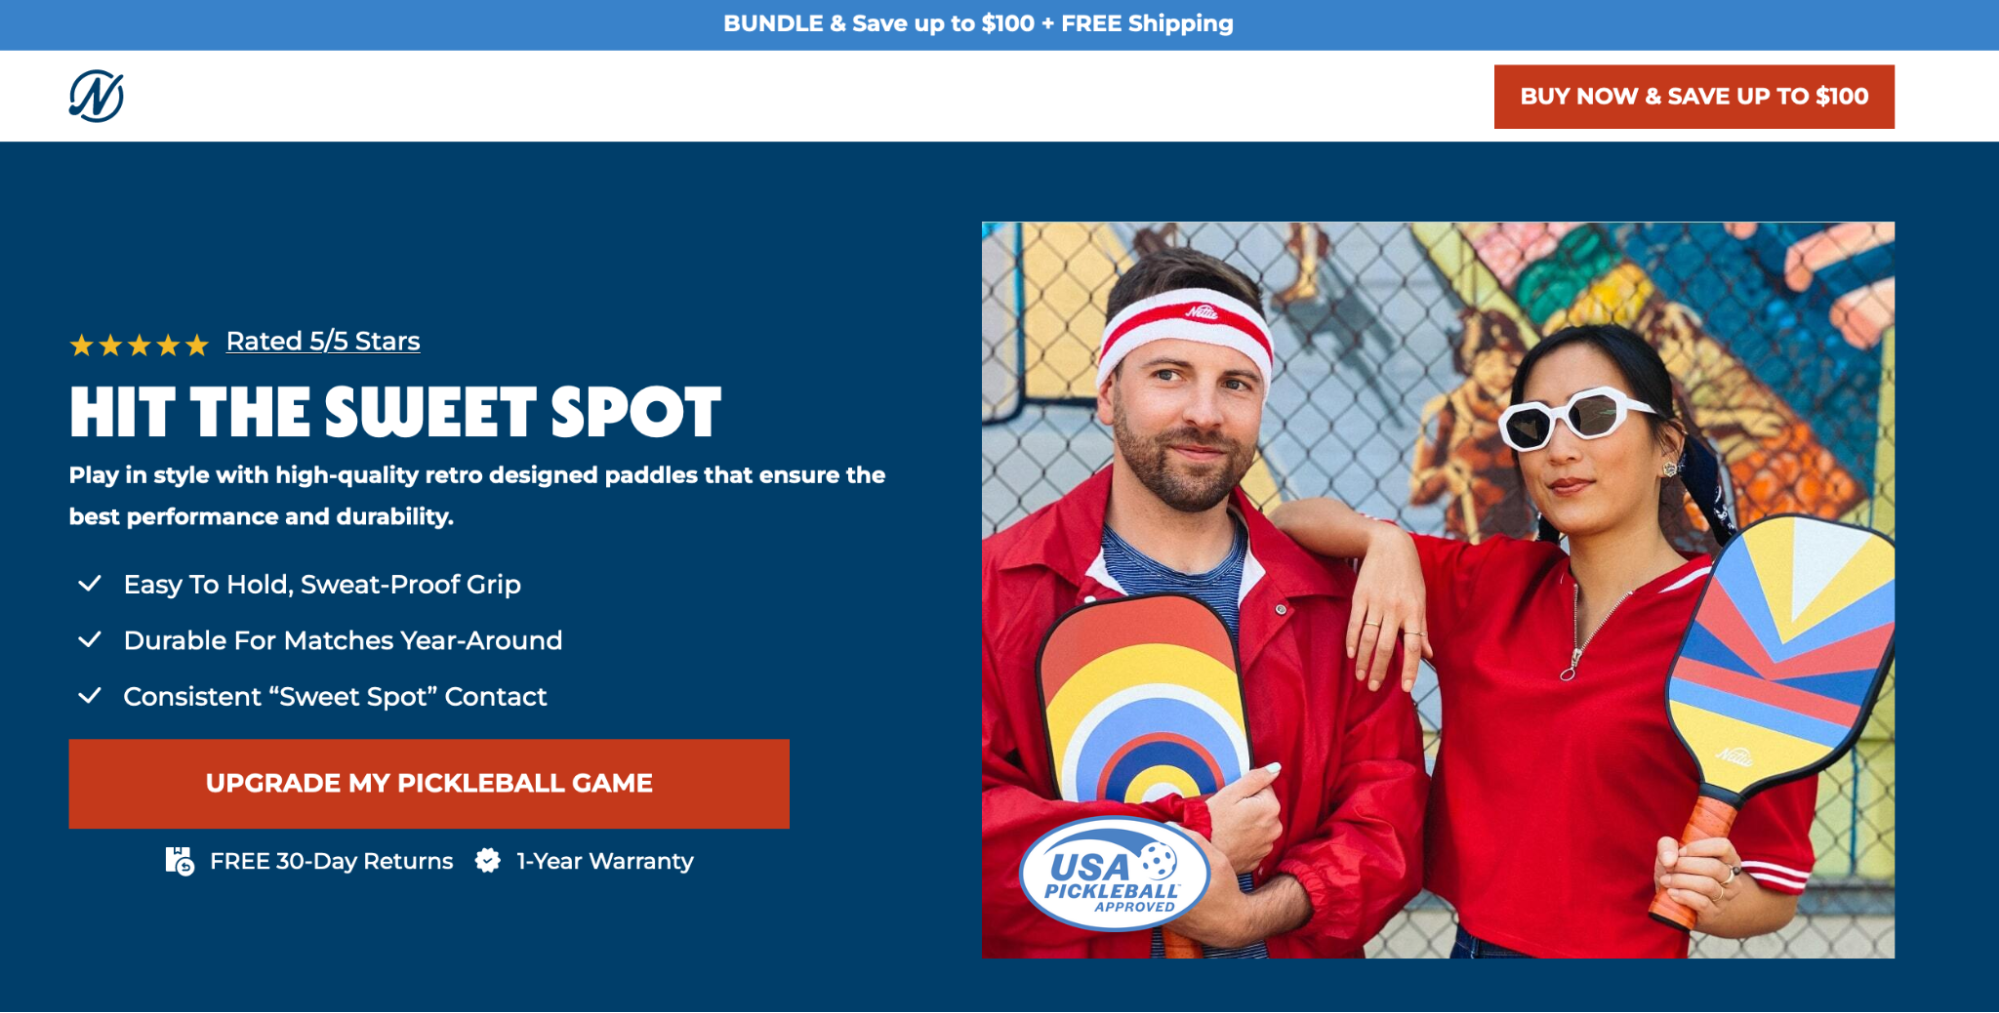 BUNDLE & Save up to $100 + FREE Shipping
N
BUY NOW & SAVE UP TO $100
Rated 5/5 Stars
HIT THE SWEET SPOT
Play in style with high-quality retro designed paddles that ensure the
best performance and durability.
Easy To Hold, Sweat-Proof Grip
Durable For Matches Year-Around
Consistent “Sweet Spot” Contact
UPGRADE MY PICKLEBALL GAME
FREE 30-Day Returns
1-Year Warranty
Nettie
Nettie
USA
PICKLEBALL
APPROVED